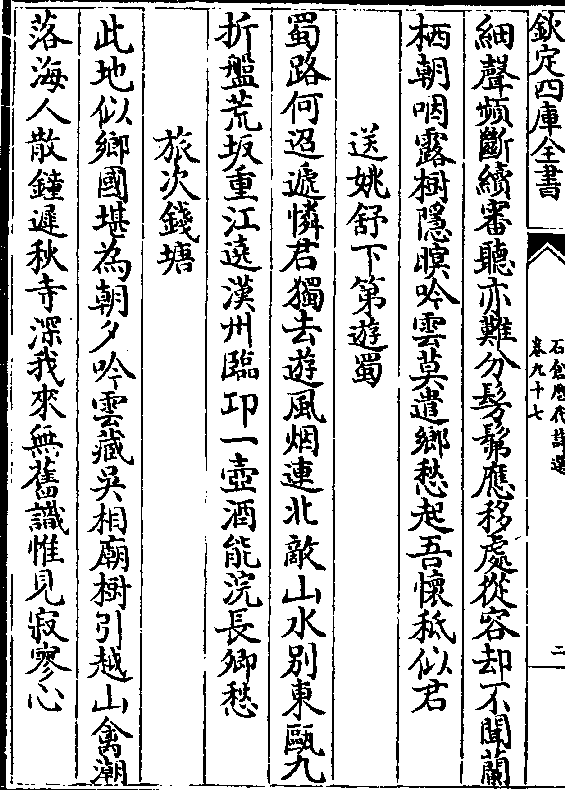 欽定四庫全書
石倉歷代詩選
卷九十七
二
細聲頻斷續審聽亦難分髣髴應移處從容却不聞蘭
栖朝咽露樹隱暝吟雲莫遣鄉愁起吾懷秪似君
送姚舒下第遊蜀
蜀路何迢遞憐君獨去遊風烟連北敵山水別東甌九
折盤荒坂重江遶漢州臨卭一壺酒能浣長卿愁
旅次錢塘
此地似鄉國堪為朝夕吟雲藏吳相廟樹引越山禽潮
落海人散鐘遲秋寺深我來無舊識惟見寂寥心